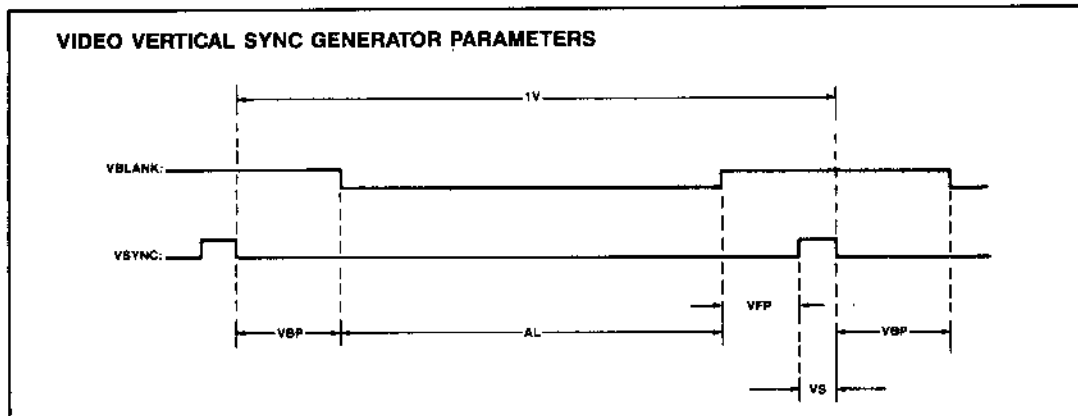 VIDEO VERTICAL SYNC GENERATOR PARAMETERS
1V
VBLANK:
VSYNC:
VFP
VBP
AL
VBP
VS